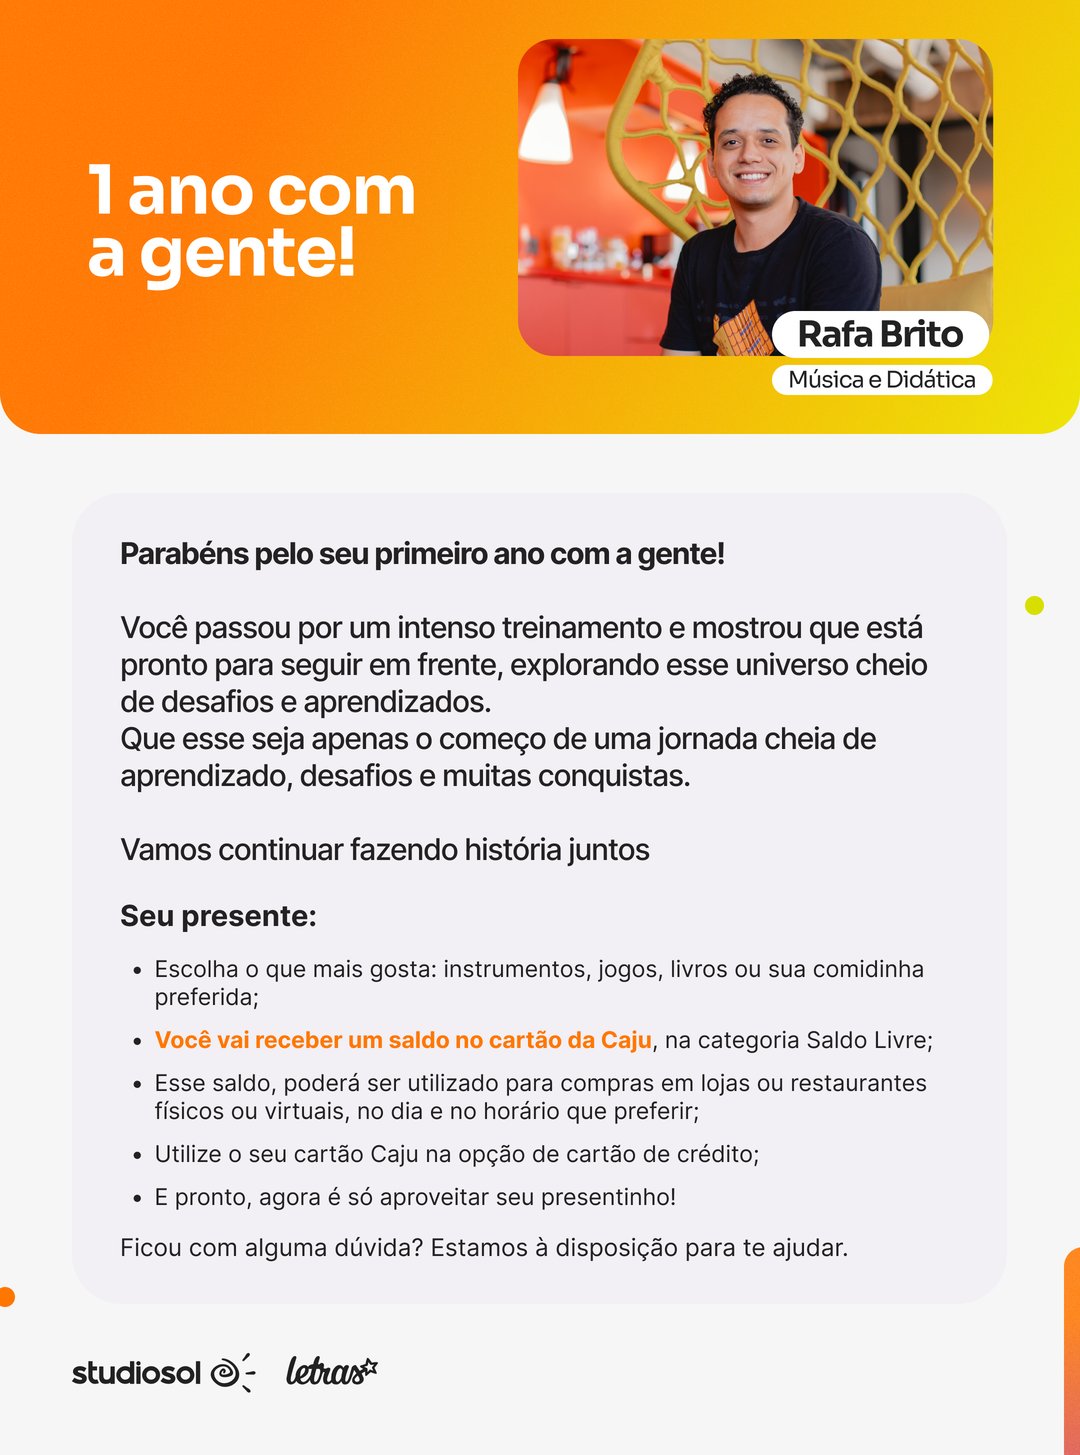 1 ano com
a gente!
Rafa Brito
Música e Didática
Parabéns pelo seu primeiro ano com a gente!
Você passou por um intenso treinamento e mostrou que está
pronto para seguir em frente, explorando esse universo cheio
de desafios e aprendizados.
Que esse seja apenas o começo de uma jornada cheia de
aprendizado, desafios e muitas conquistas.
Vamos continuar fazendo história juntos
Seu presente:
• Escolha o que mais gosta: instrumentos, jogos, livros ou sua comidinha
preferida;
• Você vai receber um saldo no cartão da Caju, na categoria Saldo Livre;
• Esse saldo, poderá ser utilizado para compras em lojas ou restaurantes
físicos ou virtuais, no dia e no horário que preferir;
• Utilize o seu cartão Caju na opção de cartão de crédito;
• E pronto, agora é só aproveitar seu presentinho!
Ficou com alguma dúvida? Estamos à disposição para te ajudar.
studiosol letras